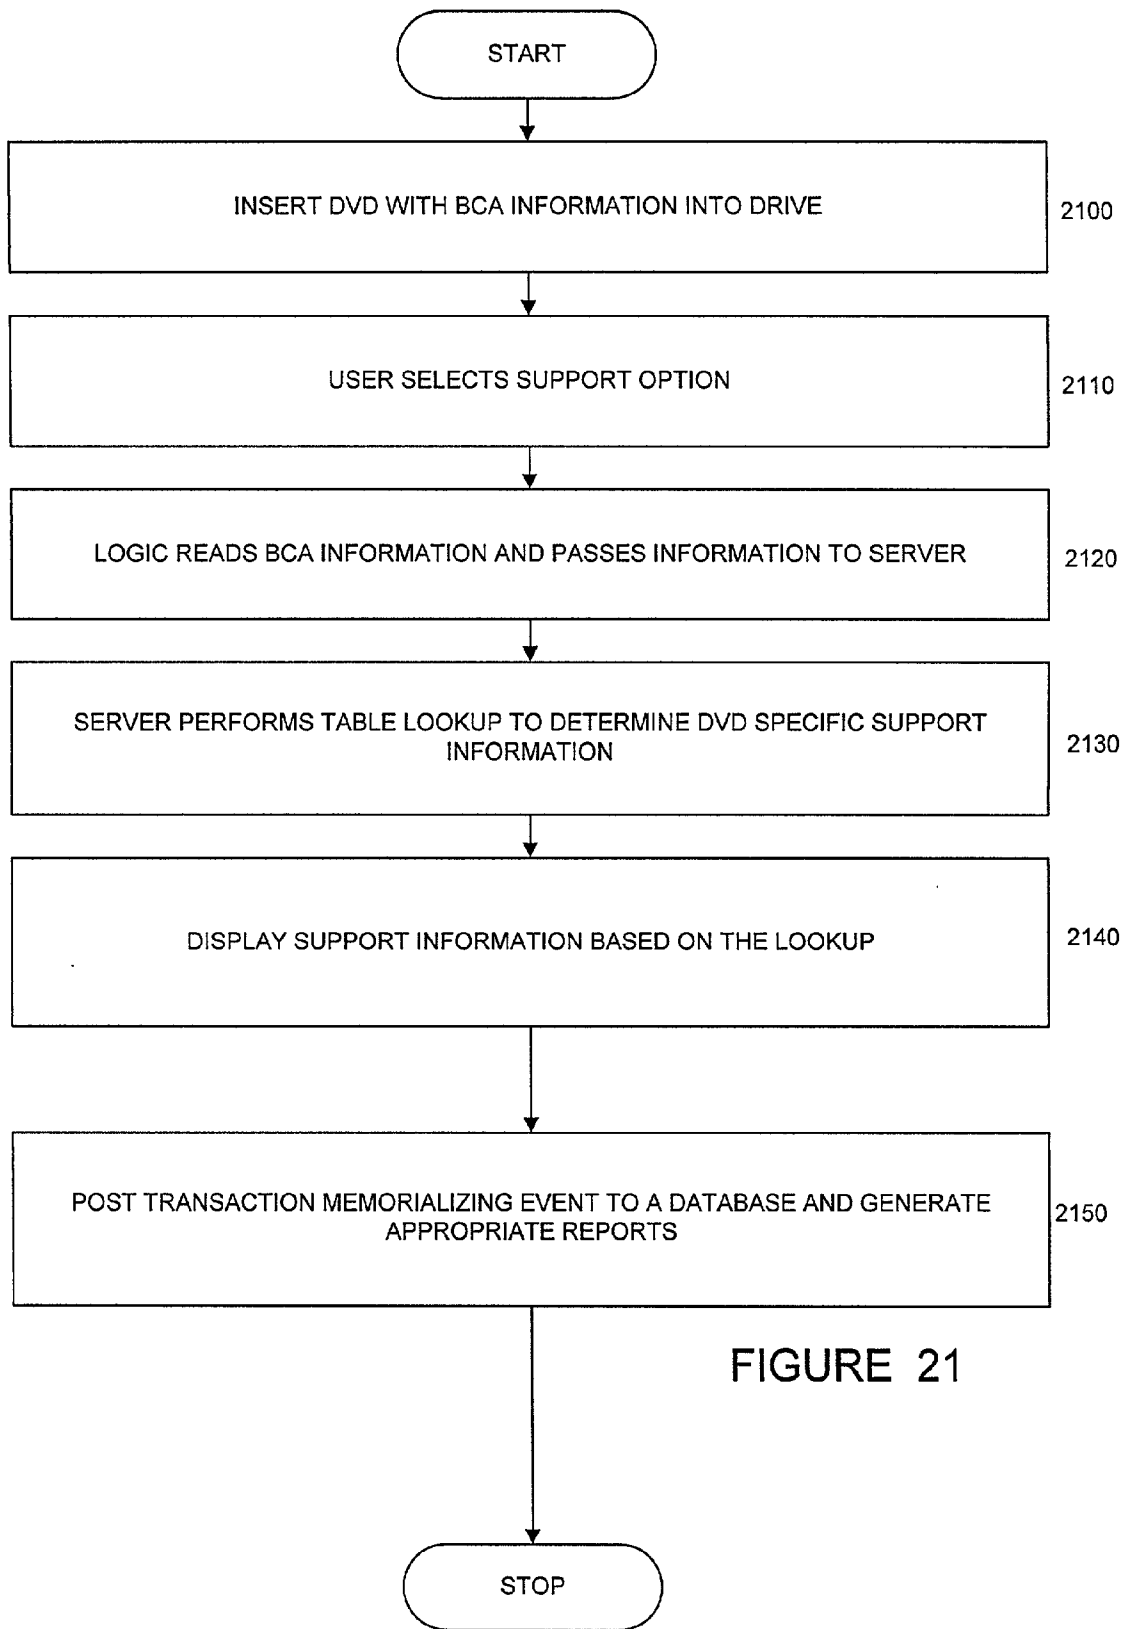 START
INSERT DVD WITH BCA INFORMATION INTO DRIVE
2100
USER SELECTS SUPPORT OPTION
2110
LOGIC READS BCA INFORMATION AND PASSES INFORMATION TO SERVER
2120
SERVER PERFORMS TABLE LOOKUP TO DETERMINE DVD SPECIFIC SUPPORT
INFORMATION
2130
DISPLAY SUPPORT INFORMATION BASED ON THE LOOKUP
2140
POST TRANSACTION MEMORIALIZING EVENT TO A DATABASE AND GENERATE
APPROPRIATE REPORTS
2150
FIGURE 21
STOP